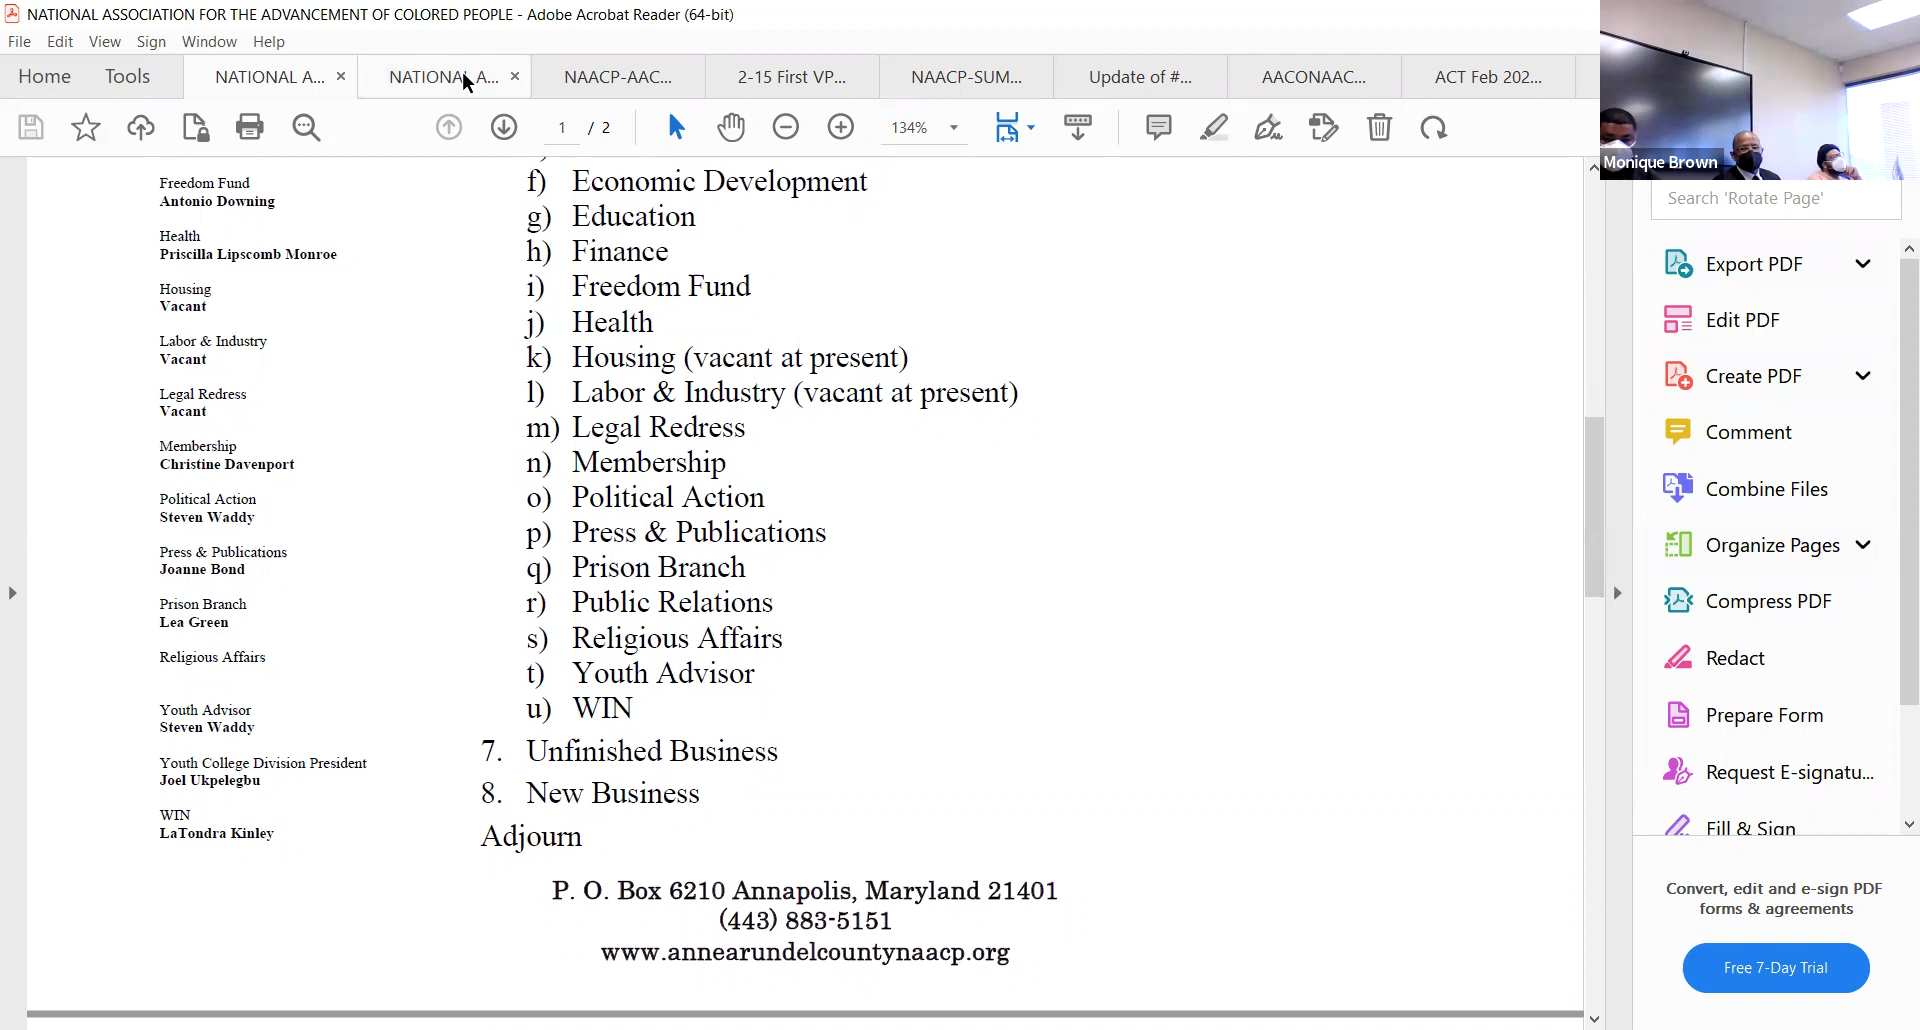 NATIONAL ASSOCIATION FOR THE ADVANCEMENT OF COLORED PEOPLE - Adobe Acrobat Reader (64-bit)
File Edit View Sign Window Help
Home Tools NATIONAL A... × NATIONAL A... × NAACP-AAC... 2-15 First VP... NAACP-SUM... Update of #... AACONAAC... ACT Feb 202...
1 / 2 134%
Monique Brown
Freedom Fund
Antonio Downing
Health
Priscilla Lipscomb Monroe
Housing
Vacant
Labor & Industry
Vacant
Legal Redress
Vacant
Membership
Christine Davenport
Political Action
Steven Waddy
Press & Publications
Joanne Bond
Prison Branch
Lea Green
Religious Affairs
Youth Advisor
Steven Waddy
Youth College Division President
Joel Ukpelegbu
WIN
LaTondra Kinley
f) Economic Development
g) Education
h) Finance
i) Freedom Fund
j) Health
k) Housing (vacant at present)
l) Labor & Industry (vacant at present)
m) Legal Redress
n) Membership
o) Political Action
p) Press & Publications
q) Prison Branch
r) Public Relations
s) Religious Affairs
t) Youth Advisor
u) WIN
7. Unfinished Business
8. New Business
Adjourn
P. O. Box 6210 Annapolis, Maryland 21401
(443) 883-5151
www.annearundelcountynaacp.org
Search 'Rotate Page'
Export PDF
Edit PDF
Create PDF
Comment
Combine Files
Organize Pages
Compress PDF
Redact
Prepare Form
Request E-signatu...
Fill & Sign
Convert, edit and e-sign PDF
forms & agreements
Free 7-Day Trial